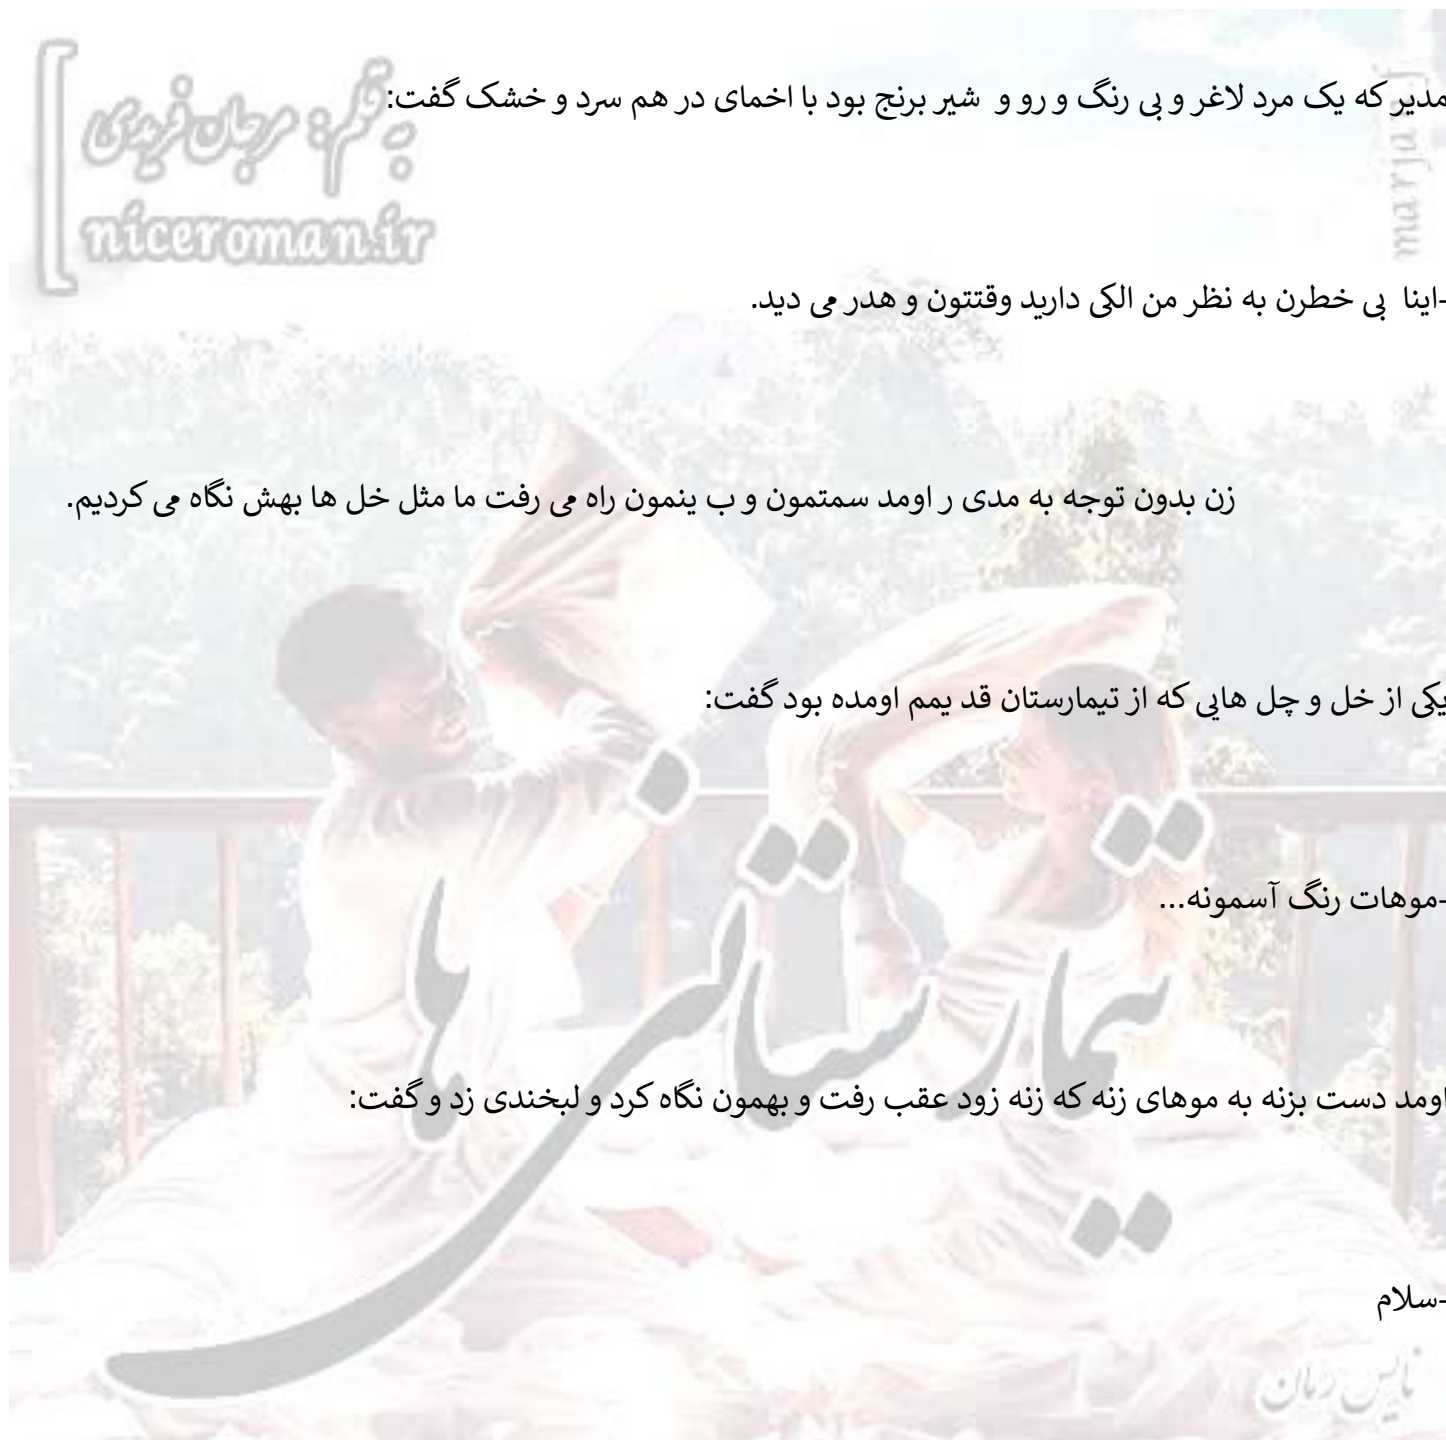 به قلم: مرجان فریدی
niceroman.ir
مدیر که یک مرد لاغر و بی رنگ و رو و شیر برنج بود با اخمای در هم سرد و خشک گفت:
-اینا بی خطرن به نظر من الکی دارید وقتتون و هدر می دید.
زن بدون توجه به مدی ر اومد سمتمون و ب ینمون راه می رفت ما مثل خل ها بهش نگاه می کردیم.
یکی از خل و چل هایی که از تیمارستان قد یمم اومده بود گفت:
-موهات رنگ آسمونه...
تیمارستانی ها
اومد دست بزنه به موهای زنه که زنه زود عقب رفت و بهمون نگاه کرد و لبخندی زد و گفت:
-سلام
نایس رمان